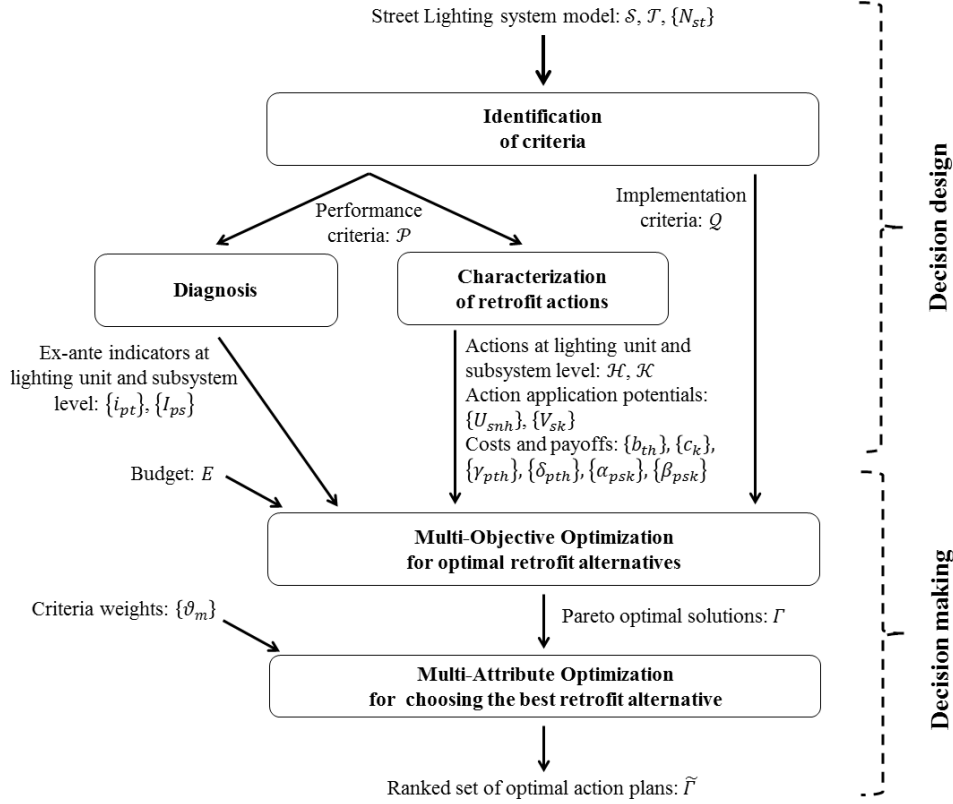 Street Lighting system model: 𝒮, 𝒯, {N_st}
Identification
of criteria
Performance
criteria: 𝒫
Implementation
criteria: 𝒬
Diagnosis
Characterization
of retrofit actions
Ex-ante indicators at
lighting unit and subsystem
level: {i_pt}, {I_ps}
Actions at lighting unit and
subsystem level: ℋ, 𝒦
Action application potentials:
{U_snh}, {V_sk}
Costs and payoffs: {b_th}, {c_k},
{γ_pth}, {δ_pth}, {α_psk}, {β_psk}
Budget: E
Multi-Objective Optimization
for optimal retrofit alternatives
Criteria weights: {ϑ_m}
Pareto optimal solutions: Γ
Multi-Attribute Optimization
for choosing the best retrofit alternative
Ranked set of optimal action plans: Γ̃
Decision design
Decision making